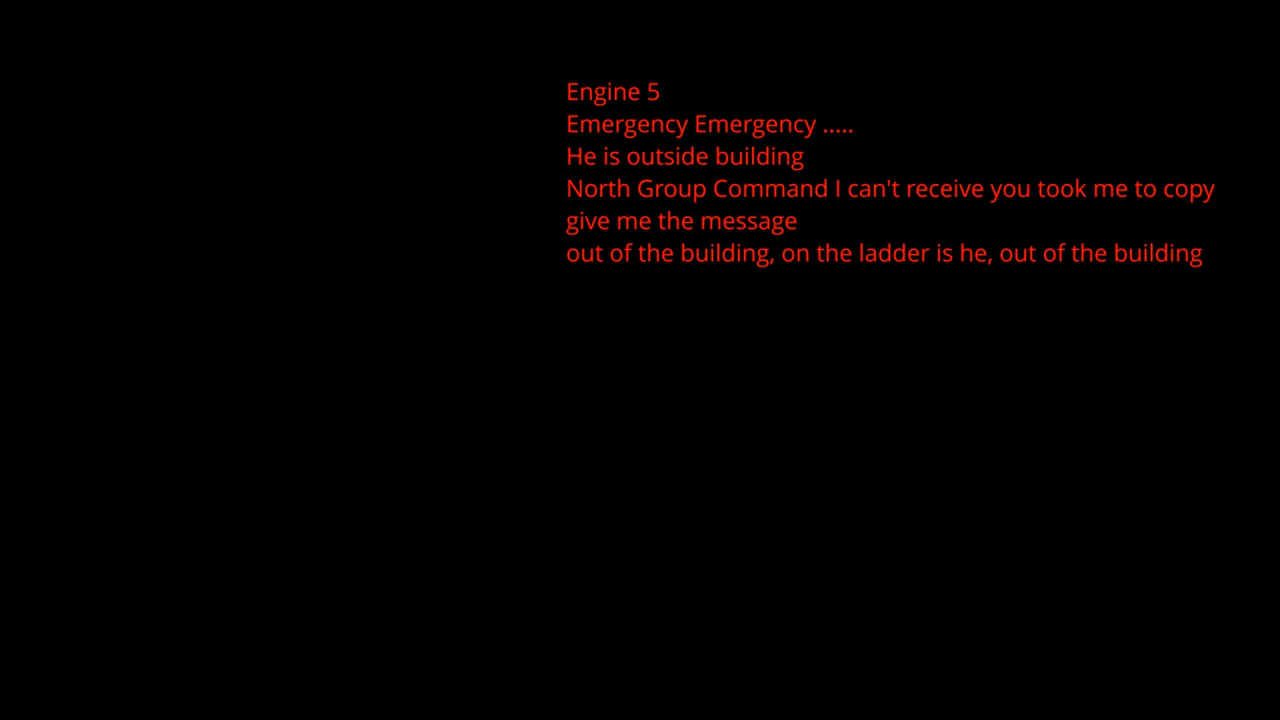 Engine 5
Emergency Emergency .....
He is outside building
North Group Command I can't receive you took me to copy
give me the message
out of the building, on the ladder is he, out of the building